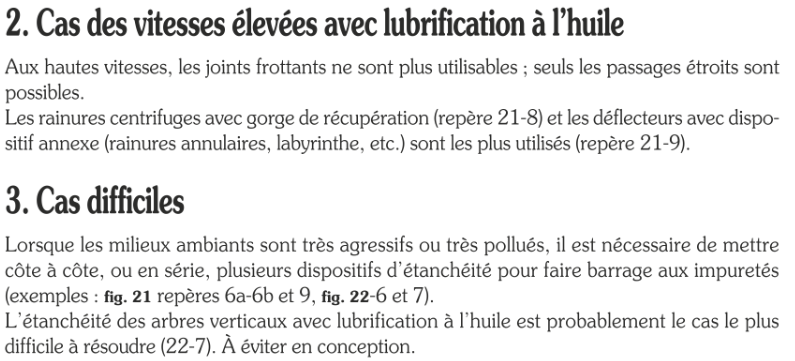 2. Cas des vitesses élevées avec lubrification à l’huile
Aux hautes vitesses, les joints frottants ne sont plus utilisables ; seuls les passages étroits sont
possibles.
Les rainures centrifuges avec gorge de récupération (repère 21-8) et les déflecteurs avec dispo-
sitif annexe (rainures annulaires, labyrinthe, etc.) sont les plus utilisés (repère 21-9).
3. Cas difficiles
Lorsque les milieux ambiants sont très agressifs ou très pollués, il est nécessaire de mettre
côte à côte, ou en série, plusieurs dispositifs d’étanchéité pour faire barrage aux impuretés
(exemples : fig. 21 repères 6a-6b et 9, fig. 22-6 et 7).
L’étanchéité des arbres verticaux avec lubrification à l’huile est probablement le cas le plus
difficile à résoudre (22-7). À éviter en conception.